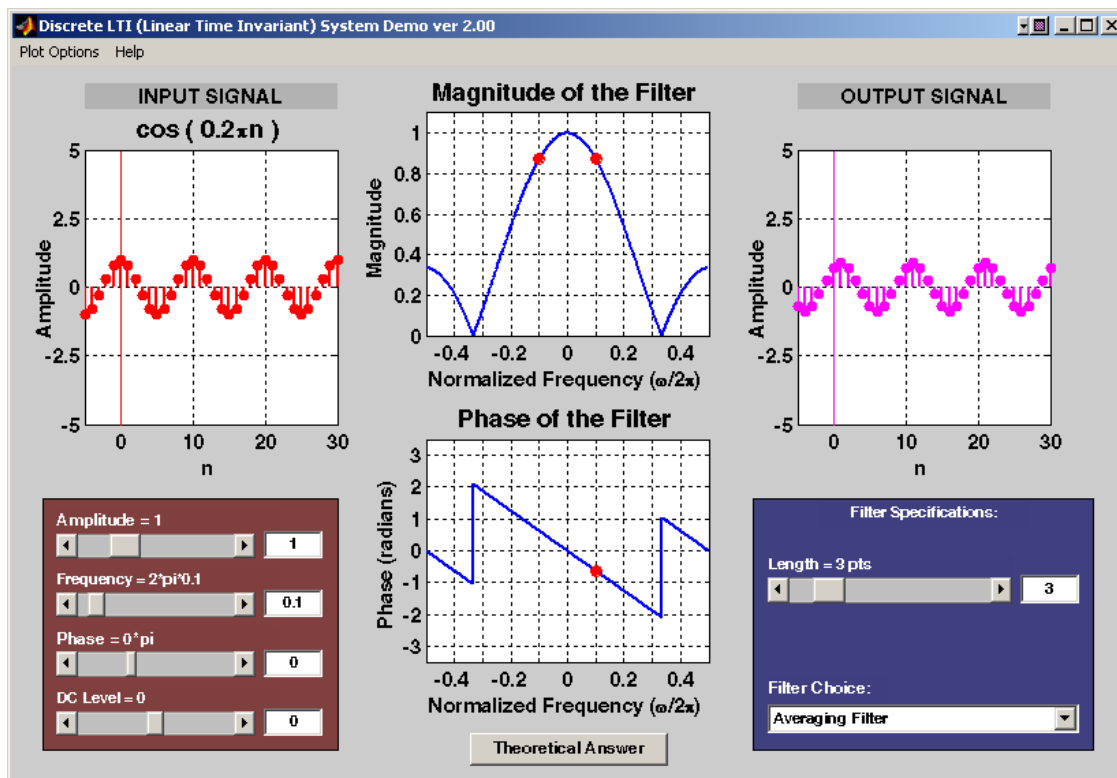 Discrete LTI (Linear Time Invariant) System Demo ver 2.00
Plot Options Help
INPUT SIGNAL
cos ( 0.2πn )
5
2.5
0
-2.5
-5
Amplitude
0 10 20 30
n
Magnitude of the Filter
1
0.8
0.6
0.4
0.2
0
Magnitude
-0.4 -0.2 0 0.2 0.4
Normalized Frequency (ω/2π)
OUTPUT SIGNAL
5
2.5
0
-2.5
-5
Amplitude
0 10 20 30
n
Phase of the Filter
3
2
1
0
-1
-2
-3
Phase (radians)
-0.4 -0.2 0 0.2 0.4
Normalized Frequency (ω/2π)
Amplitude = 1
1
Frequency = 2*pi*0.1
0.1
Phase = 0*pi
0
DC Level = 0
0
Filter Specifications:
Length = 3 pts
3
Filter Choice:
Averaging Filter
Theoretical Answer